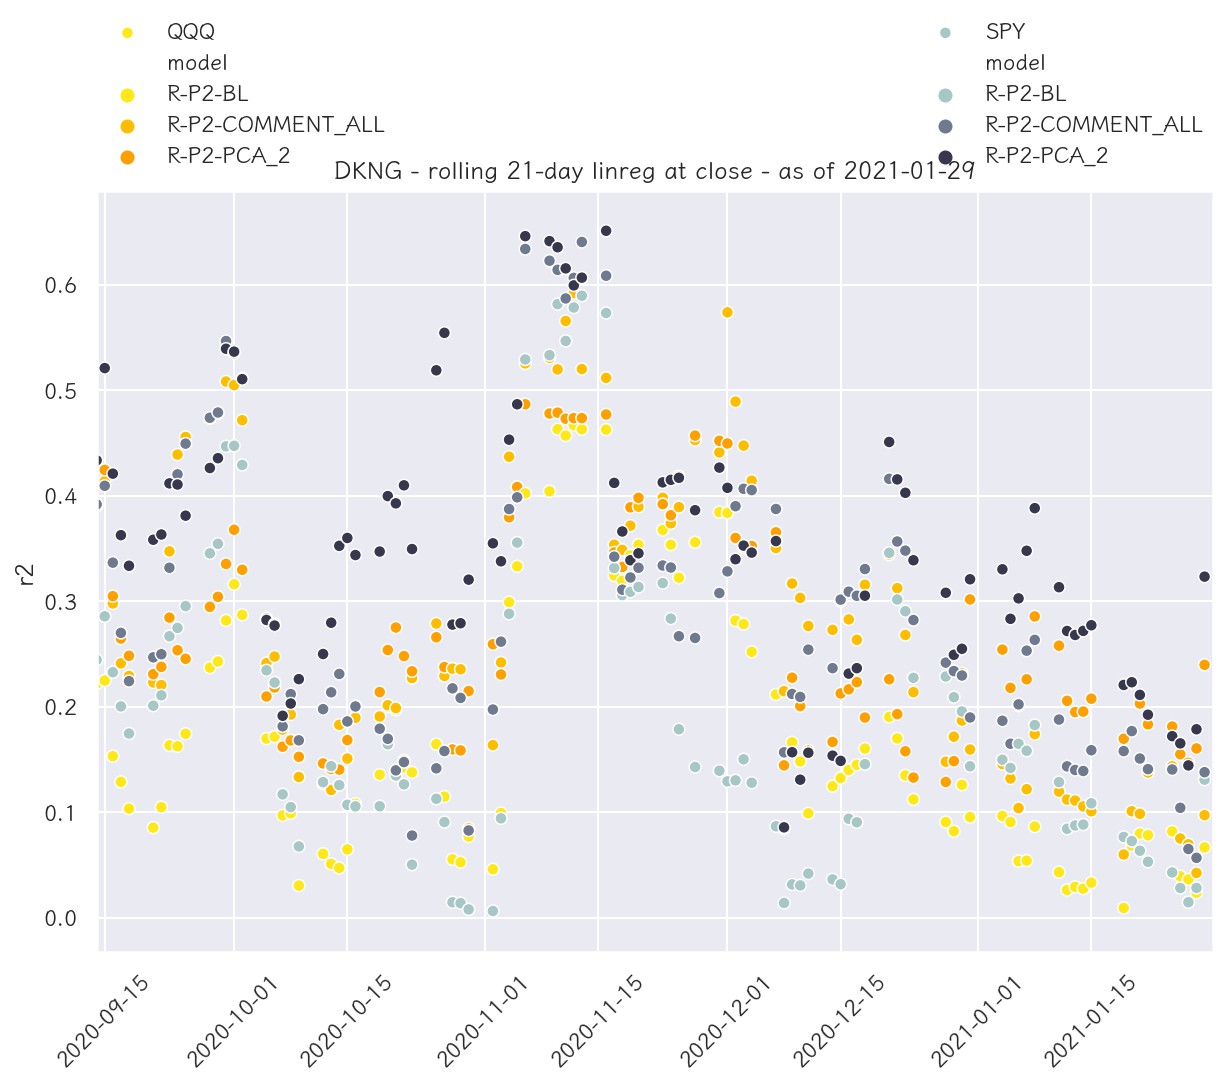 QQQ
model
R-P2-BL
R-P2-COMMENT_ALL
R-P2-PCA_2
SPY
model
R-P2-BL
R-P2-COMMENT_ALL
R-P2-PCA_2
DKNG - rolling 21-day linreg at close - as of 2021-01-29
r2
0.6
0.5
0.4
0.3
0.2
0.1
0.0
2020-09-15
2020-10-01
2020-10-15
2020-11-01
2020-11-15
2020-12-01
2020-12-15
2021-01-01
2021-01-15